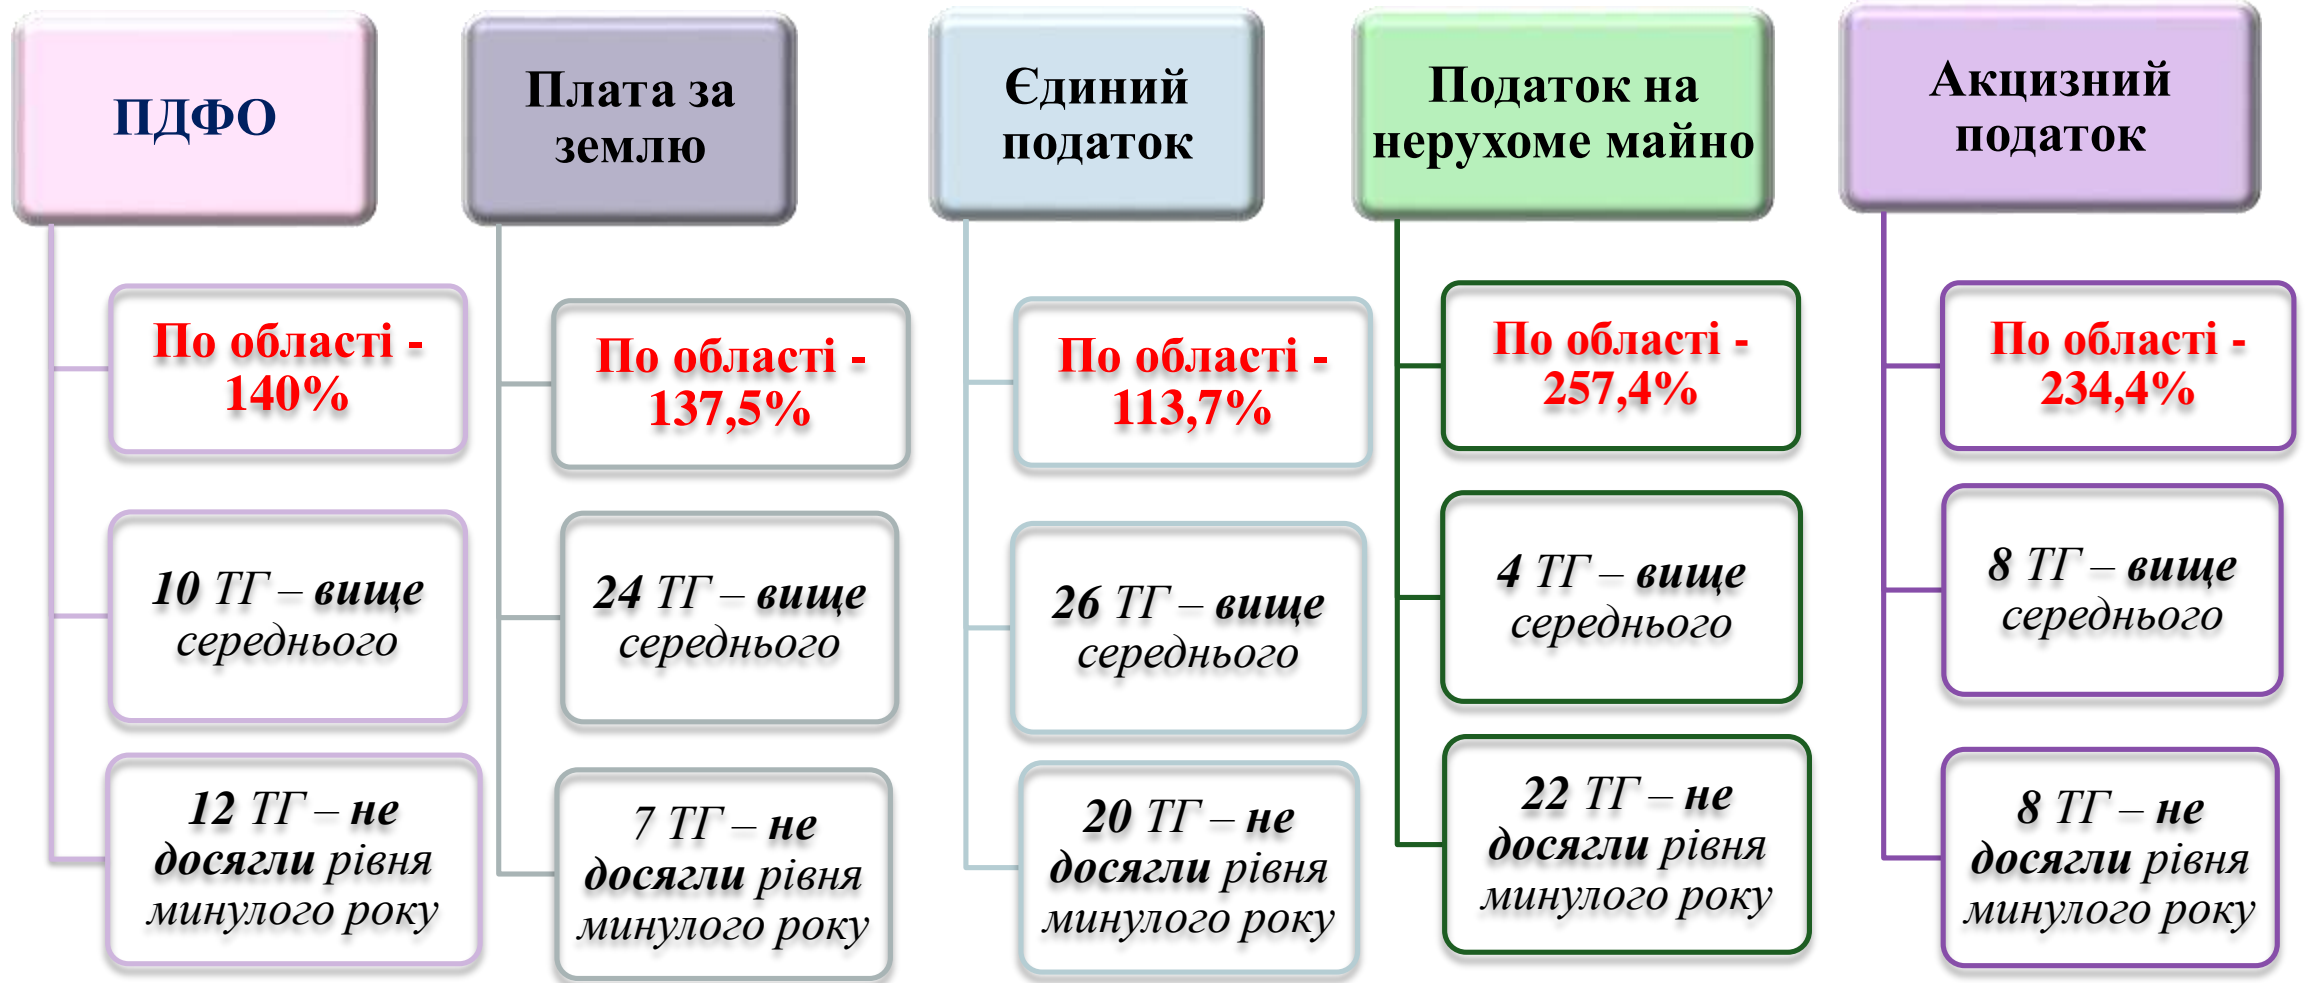 ПДФО
По області -
140%
10 ТГ – вище
середнього
12 ТГ – не
досягли рівня
минулого року
Плата за
землю
По області -
137,5%
24 ТГ – вище
середнього
7 ТГ – не
досягли рівня
минулого року
Єдиний
податок
По області -
113,7%
26 ТГ – вище
середнього
20 ТГ – не
досягли рівня
минулого року
Податок на
нерухоме майно
По області -
257,4%
4 ТГ – вище
середнього
22 ТГ – не
досягли рівня
минулого року
Акцизний
податок
По області -
234,4%
8 ТГ – вище
середнього
8 ТГ – не
досягли рівня
минулого року